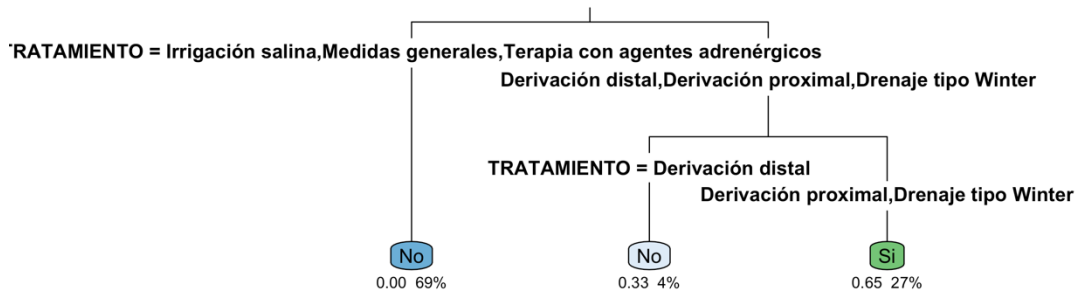 RATAMIENTO = Irrigación salina,Medidas generales,Terapia con agentes adrenérgicos
Derivación distal,Derivación proximal,Drenaje tipo Winter
TRATAMIENTO = Derivación distal
Derivación proximal,Drenaje tipo Winter
No No Si
0.00 69% 0.33 4% 0.65 27%